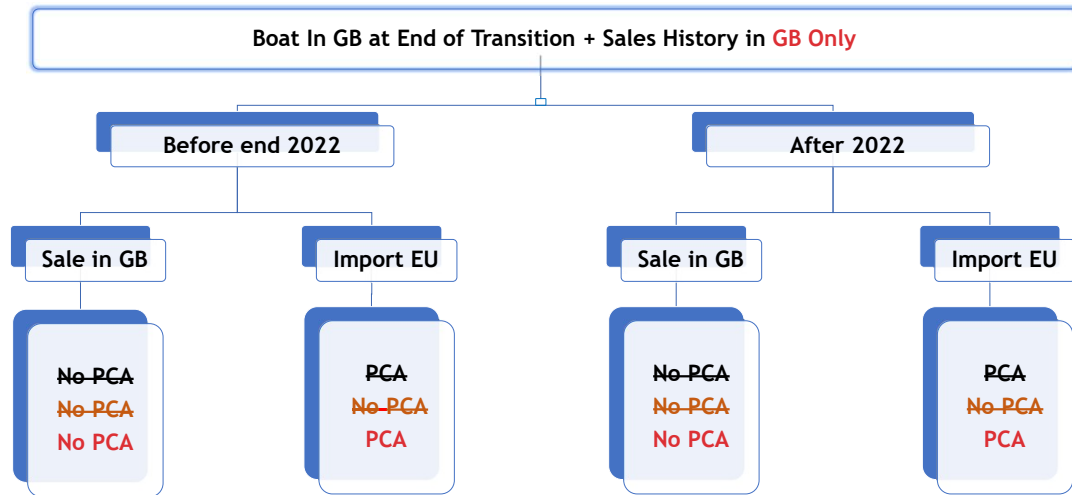 Boat In GB at End of Transition + Sales History in GB Only
Before end 2022
After 2022
Sale in GB
Import EU
Sale in GB
Import EU
No PCA
No PCA
No PCA
PCA
No PCA
PCA
No PCA
No PCA
No PCA
PCA
No PCA
PCA